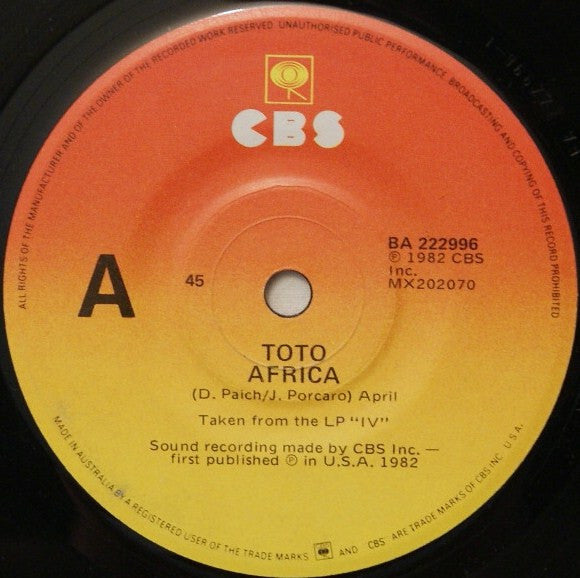 ALL RIGHTS OF THE MANUFACTURER AND OF THE OWNER OF THE RECORDED WORK RESERVED. UNAUTHORISED PUBLIC PERFORMANCE, BROADCASTING AND COPYING OF THIS RECORD PROHIBITED
CBS
A
45
BA 222996
℗ 1982 CBS
Inc.
MX202070
TOTO
AFRICA
(D. Paich/J. Porcaro) April
Taken from the LP "IV"
Sound recording made by CBS Inc. —
first published ℗ in U.S.A. 1982
MADE IN AUSTRALIA BY A REGISTERED USER OF THE TRADE MARKS AND CBS ARE TRADE MARKS OF CBS INC U.S.A.